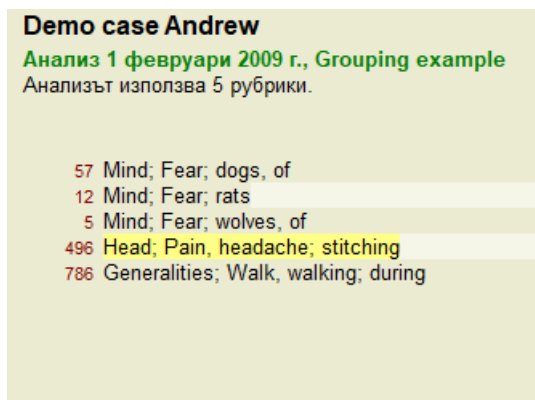 Demo case Andrew
Анализ 1 февруари 2009 г., Grouping example
Анализът използва 5 рубрики.
57 Mind; Fear; dogs, of
12 Mind; Fear; rats
5 Mind; Fear; wolves, of
496 Head; Pain, headache; stitching
786 Generalities; Walk, walking; during